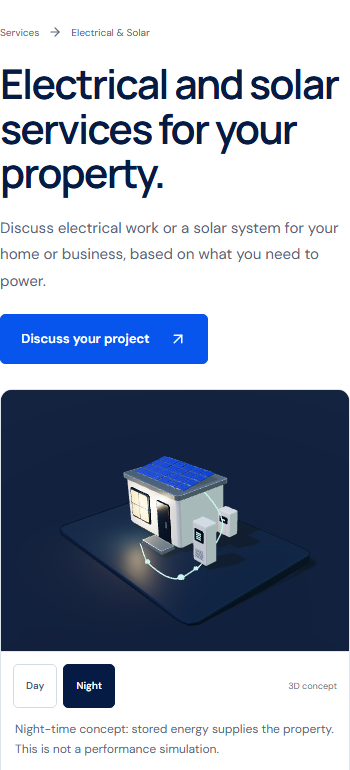 Services → Electrical & Solar
Electrical and solar
services for your
property.
Discuss electrical work or a solar system for your
home or business, based on what you need to
power.
Discuss your project ↗
Day Night 3D concept
Night-time concept: stored energy supplies the property.
This is not a performance simulation.